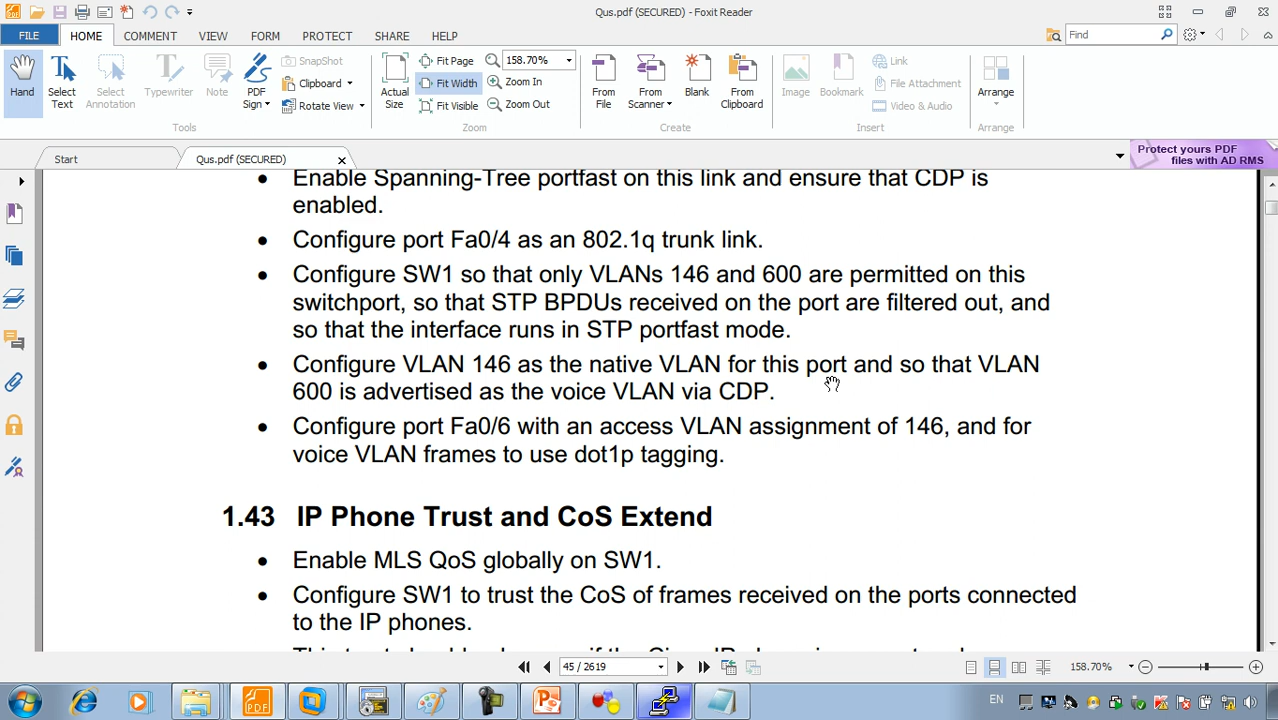 Qus.pdf (SECURED) - Foxit Reader
FILE HOME COMMENT VIEW FORM PROTECT SHARE HELP
Find
Hand
Select Text
Select Annotation
SnapShot
Clipboard
Rotate View
Typewriter
Note
PDF Sign
Tools
Actual Size
Fit Page
Fit Width
Fit Visible
158.70%
Zoom In
Zoom Out
Zoom
From File
From Scanner
Blank
From Clipboard
Create
Image
Bookmark
Link
File Attachment
Video & Audio
Insert
Arrange
Arrange
Start
Qus.pdf (SECURED)
Protect yours PDF
files with AD RMS
Enable Spanning-Tree portfast on this link and ensure that CDP is
enabled.
• Configure port Fa0/4 as an 802.1q trunk link.
• Configure SW1 so that only VLANs 146 and 600 are permitted on this
switchport, so that STP BPDUs received on the port are filtered out, and
so that the interface runs in STP portfast mode.
• Configure VLAN 146 as the native VLAN for this port and so that VLAN
600 is advertised as the voice VLAN via CDP.
• Configure port Fa0/6 with an access VLAN assignment of 146, and for
voice VLAN frames to use dot1p tagging.
1.43 IP Phone Trust and CoS Extend
• Enable MLS QoS globally on SW1.
• Configure SW1 to trust the CoS of frames received on the ports connected
to the IP phones.
45 / 2619
158.70%
PDF
EN